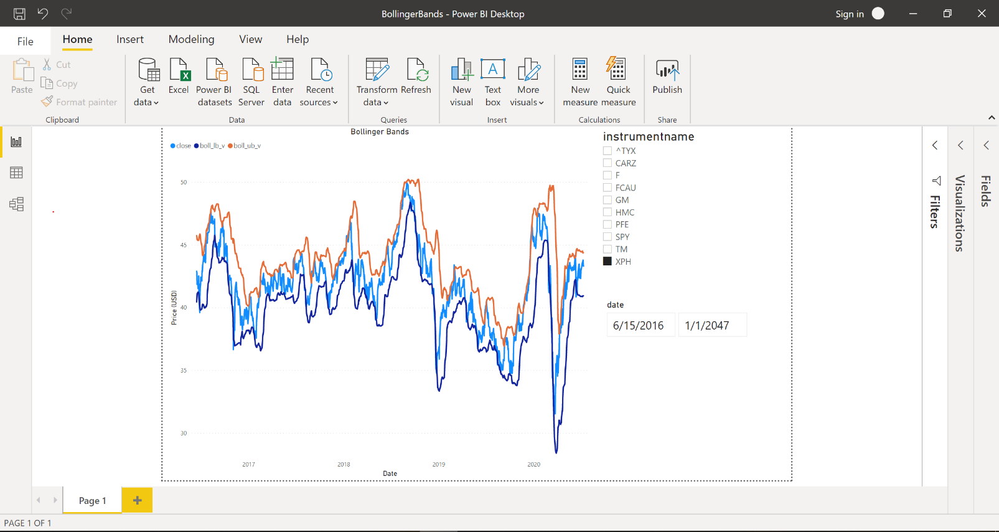 BollingerBands - Power BI Desktop
Sign in
File Home Insert Modeling View Help
Paste
Cut
Copy
Format painter
Clipboard
Get data
Excel
Power BI datasets
SQL Server
Enter data
Recent sources
Data
Transform data
Refresh
Queries
New visual
A
Text box
More visuals
Insert
New measure
Quick measure
Calculations
Publish
Share
Bollinger Bands
close boll_lb_v boll_ub_v
50
45
40
35
30
Price (USD)
2017 2018 2019 2020
Date
instrumentname
^TYX
CARZ
F
FCAU
GM
HMC
PFE
SPY
TM
XPH
date
6/15/2016 1/1/2047
Filters
Visualizations
Fields
Page 1
PAGE 1 OF 1